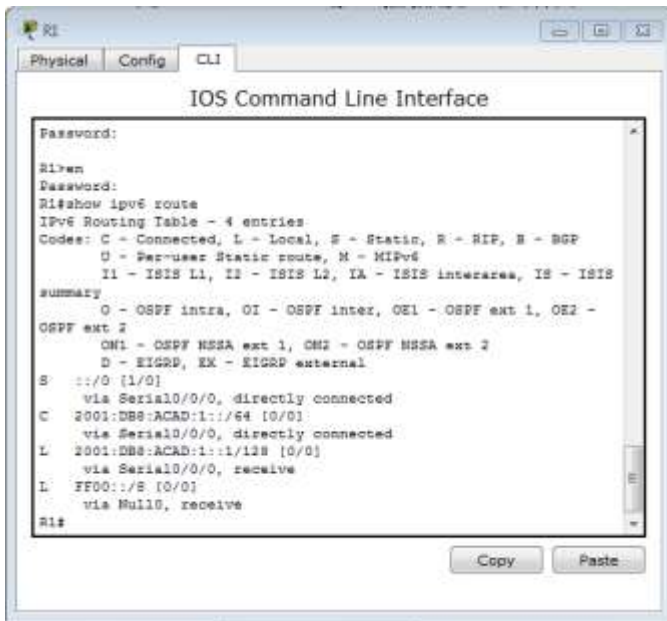 R1
Physical Config CLI
IOS Command Line Interface
Password:
R1>en
Password:
R1#show ipv6 route
IPv6 Routing Table - 4 entries
Codes: C - Connected, L - Local, S - Static, R - RIP, B - BGP
U - Per-user Static route, M - MIPv6
I1 - ISIS L1, I2 - ISIS L2, IA - ISIS interarea, IS - ISIS
summary
O - OSPF intra, OI - OSPF inter, OE1 - OSPF ext 1, OE2 -
OSPF ext 2
ON1 - OSPF NSSA ext 1, ON2 - OSPF NSSA ext 2
D - EIGRP, EX - EIGRP external
S ::/0 [1/0]
via Serial0/0/0, directly connected
C 2001:DB8:ACAD:1::/64 [0/0]
via Serial0/0/0, directly connected
L 2001:DB8:ACAD:1::1/128 [0/0]
via Serial0/0/0, receive
L FF00::/8 [0/0]
via Null0, receive
R1#
Copy Paste